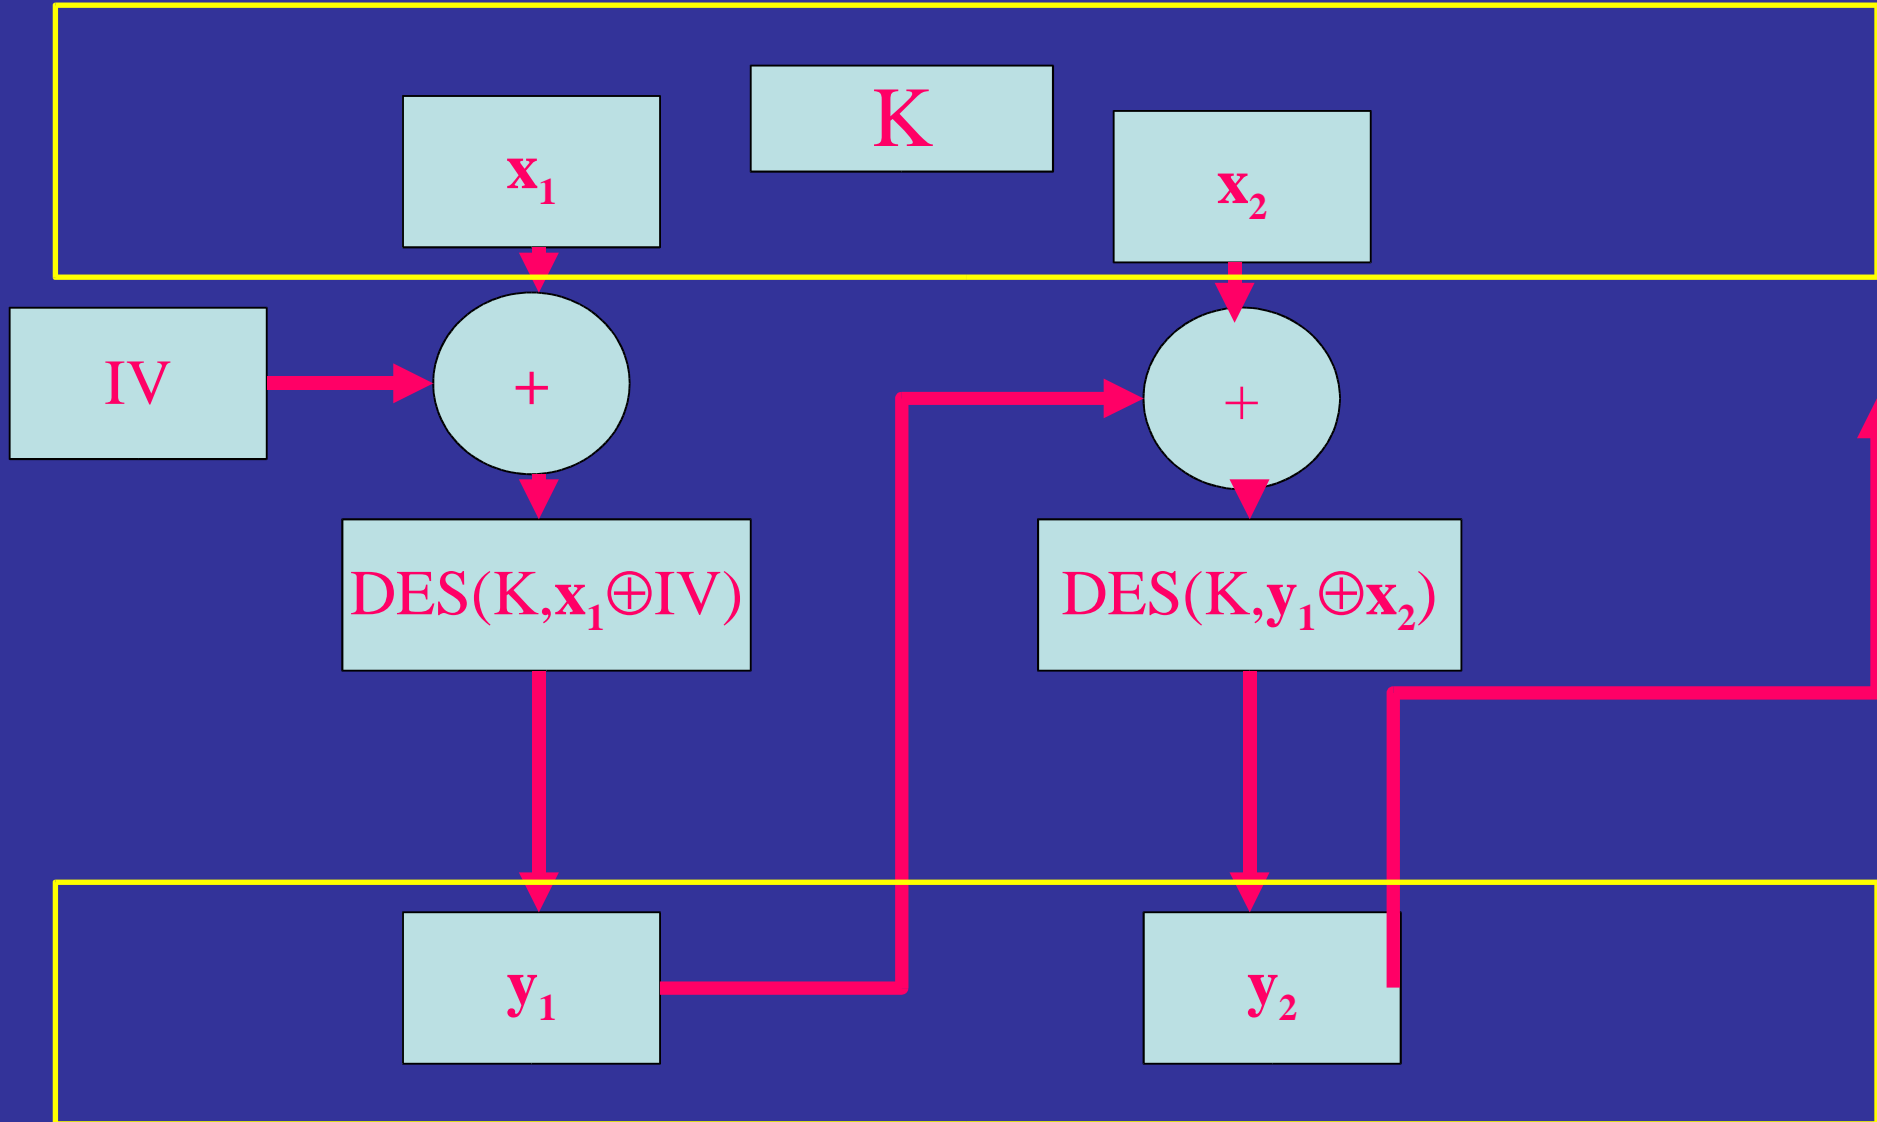 K
x₁
x₂
IV
+
+
DES(K,x₁⊕IV)
DES(K,y₁⊕x₂)
y₁
y₂